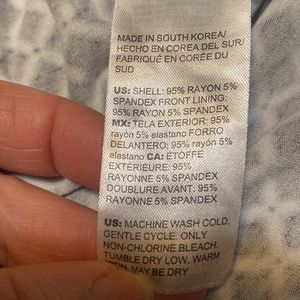 MADE IN SOUTH KOREA/
HECHO EN COREA DEL SUR/
FABRIQUÉ EN CORÉE DU
SUD
US: SHELL: 95% RAYON 5%
SPANDEX FRONT LINING:
95% RAYON 5% SPANDEX
MX: TELA EXTERIOR: 95%
rayón 5% elastano FORRO
DELANTERO: 95% rayón 5%
elastano CA: ÉTOFFE
EXTÉRIEURE: 95%
RAYONNE 5% SPANDEX
DOUBLURE AVANT: 95%
RAYONNE 5% SPANDEX
US: MACHINE WASH COLD,
GENTLE CYCLE. ONLY
NON-CHLORINE BLEACH.
TUMBLE DRY LOW. WARM
MAY BE DRY